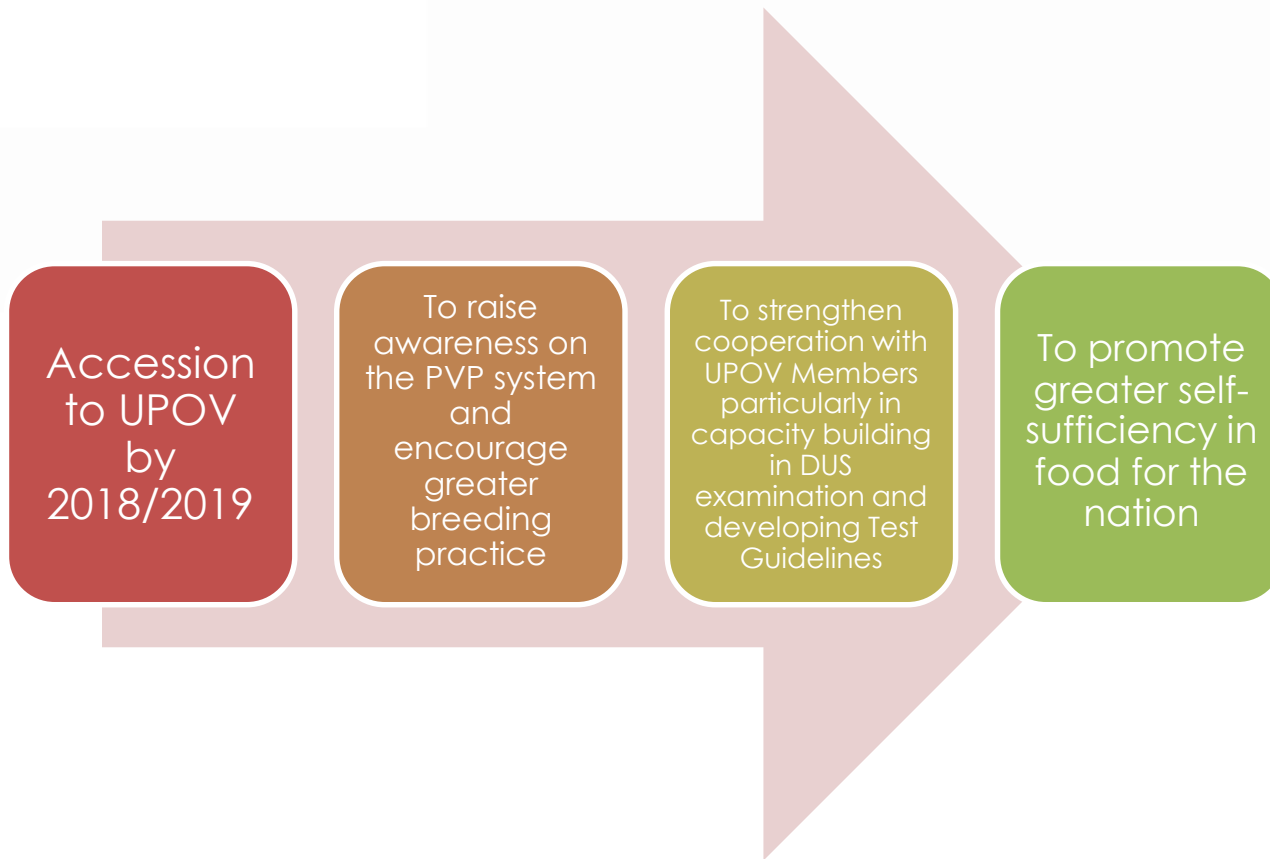 Accession
to UPOV
by
2018/2019
To raise
awareness on
the PVP system
and
encourage
greater
breeding
practice
To strengthen
cooperation with
UPOV Members
particularly in
capacity building
in DUS
examination and
developing Test
Guidelines
To promote
greater self-
sufficiency in
food for the
nation